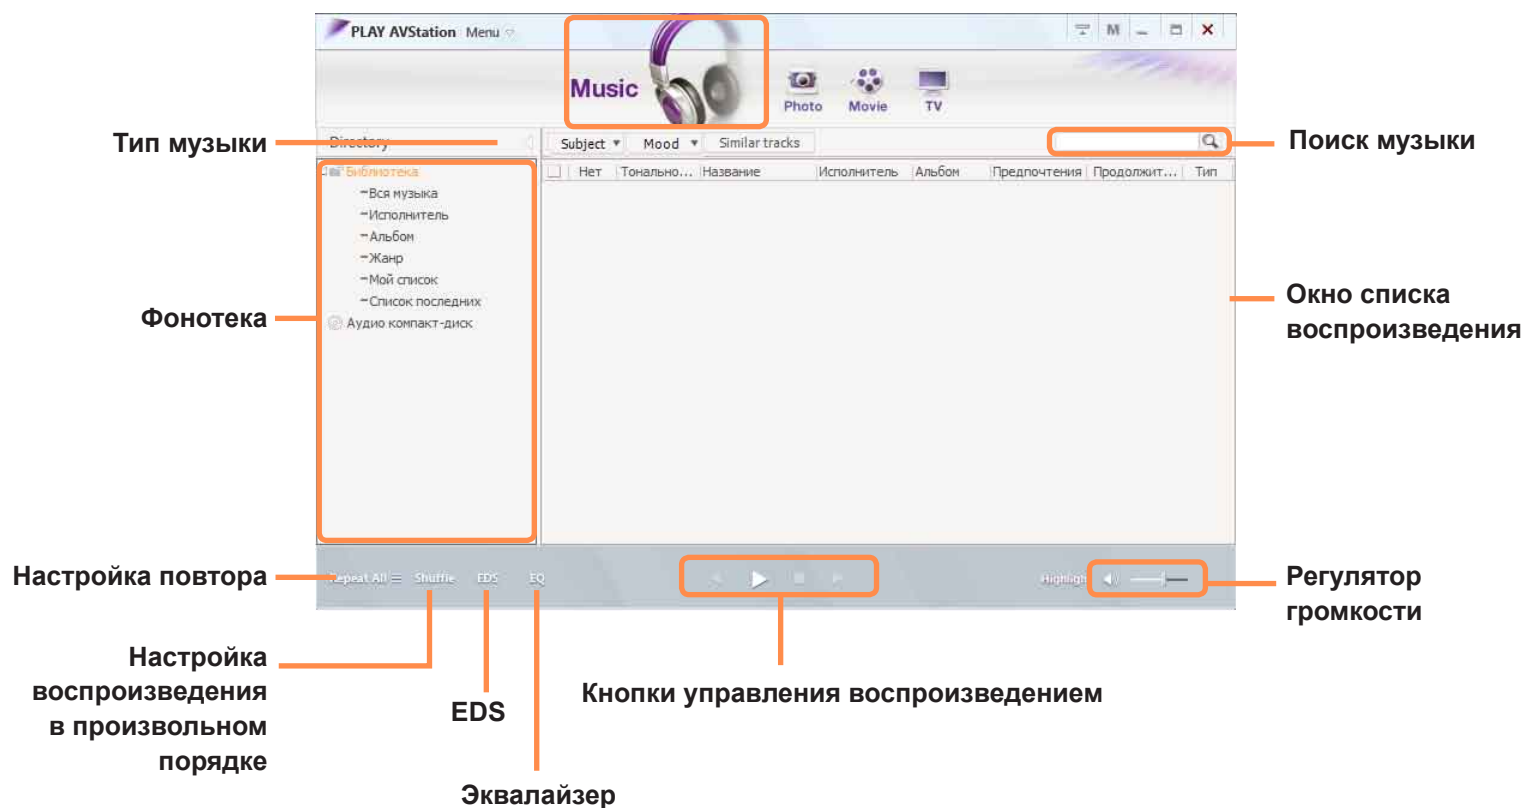 PLAY AVStation Menu
M
Music
Photo
Movie
TV
Тип музыки
Directory
Subject
Mood
Similar tracks
Поиск музыки
Библиотека
Нет
Тонально...
Название
Исполнитель
Альбом
Предпочтения
Продолжит...
Тип
Вся музыка
Исполнитель
Альбом
Жанр
Мой список
Список последних
Аудио компакт-диск
Фонотека
Окно списка
воспроизведения
Настройка повтора
Repeat All
Shuffle
EDS
EQ
Highligh
Регулятор
громкости
Настройка
воспроизведения
в произвольном
порядке
EDS
Эквалайзер
Кнопки управления воспроизведением